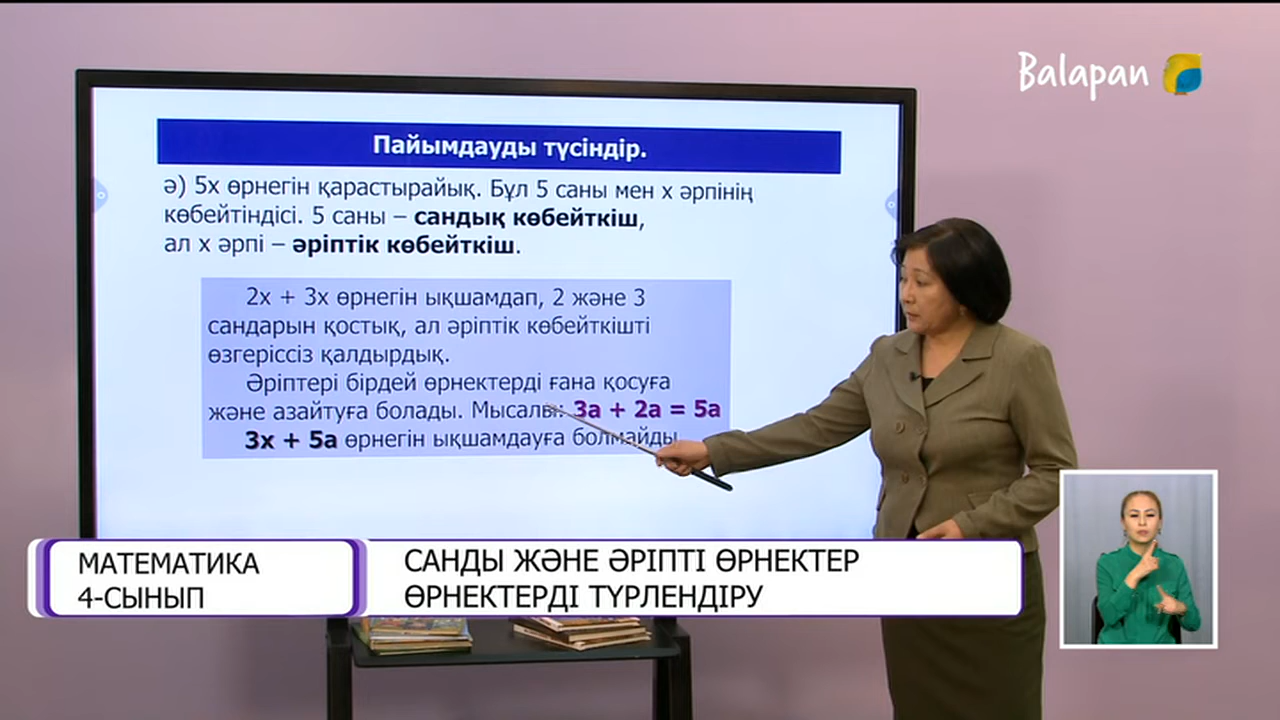 Balapan
Пайымдауды түсіндір.
ә) 5х өрнегін қарастырайық. Бұл 5 саны мен х әрпінің
көбейтіндісі. 5 саны – сандық көбейткіш,
ал х әрпі – әріптік көбейткіш.
2х + 3х өрнегін ықшамдап, 2 және 3
сандарын қостық, ал әріптік көбейткішті
өзгеріссіз қалдырдық.
Әріптері бірдей өрнектерді ғана қосуға
және азайтуға болады. Мысалы: 3а + 2а = 5а
3х + 5а өрнегін ықшамдауға болмайды
МАТЕМАТИКА
4-СЫНЫП
САНДЫ ЖӘНЕ ӘРІПТІ ӨРНЕКТЕР
ӨРНЕКТЕРДІ ТҮРЛЕНДІРУ